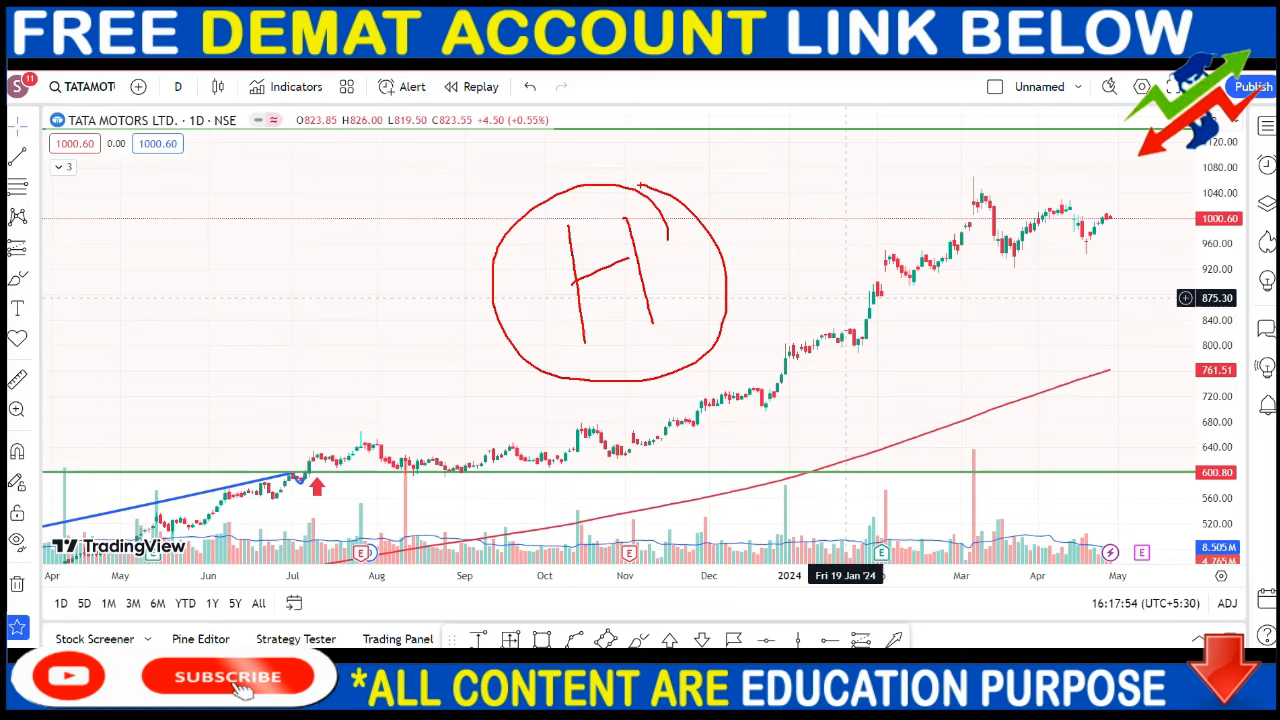 FREE DEMAT ACCOUNT LINK BELOW
S 11 TATAMOT D Indicators Alert Replay Unnamed Publish
TATA MOTORS LTD. · 1D · NSE O823.85 H826.00 L819.50 C823.55 +4.50 (+0.55%)
1000.60 0.00 1000.60
3
1120.00
1080.00
1040.00
1000.60
960.00
920.00
875.30
840.00
800.00
761.51
720.00
680.00
640.00
600.80
560.00
520.00
8.505M
4.765M
H
TradingView
E E E E
Apr May Jun Jul Aug Sep Oct Nov Dec 2024 Fri 19 Jan '24 Mar Apr May
1D 5D 1M 3M 6M YTD 1Y 5Y All 16:17:54 (UTC+5:30) ADJ
Stock Screener Pine Editor Strategy Tester Trading Panel
SUBSCRIBE
*ALL CONTENT ARE EDUCATION PURPOSE